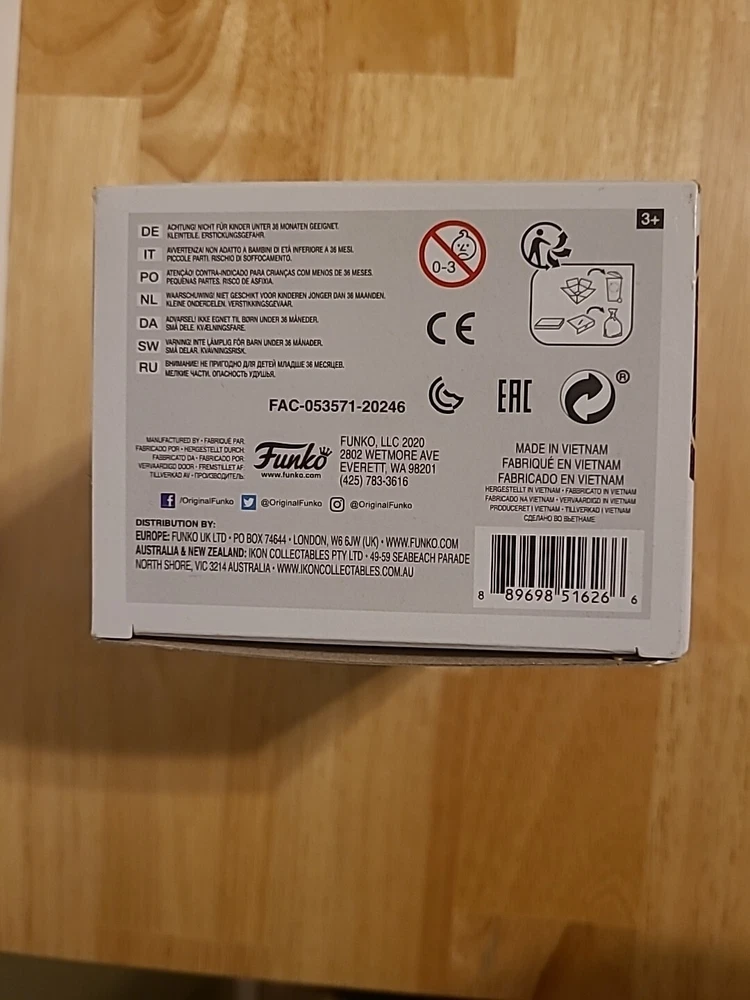 3+
DE ACHTUNG! NICHT FÜR KINDER UNTER 36 MONATEN GEEIGNET.
KLEINTEILE. ERSTICKUNGSGEFAHR.
IT AVVERTENZA! NON ADATTO A BAMBINI DI ETÀ INFERIORE A 36 MESI.
PICCOLE PARTI. RISCHIO DI SOFFOCAMENTO.
PO ATENÇÃO! CONTRA-INDICADO PARA CRIANÇAS COM MENOS DE 36 MESES.
PEQUENAS PARTES. RISCO DE ASFIXIA.
NL WAARSCHUWING! NIET GESCHIKT VOOR KINDEREN JONGER DAN 36 MAANDEN.
KLEINE ONDERDELEN. VERSTIKKINGSGEVAAR.
DA ADVARSEL! IKKE EGNET TIL BØRN UNDER 36 MÅNEDER.
SMÅ DELE. KVÆLNINGSFARE.
SW VARNING! INTE LÄMPLIG FÖR BARN UNDER 36 MÅNADER.
SMÅ DELAR. KVÄVNINGSRISK.
RU ВНИМАНИЕ! НЕ ПРИГОДНО ДЛЯ ДЕТЕЙ МЛАДШЕ 36 МЕСЯЦЕВ.
МЕЛКИЕ ЧАСТИ. ОПАСНОСТЬ УДУШЬЯ.
0-3
CE
EAC
®
FAC-053571-20246
MANUFACTURED BY • FABRIQUÉ PAR
FABRICADO POR • HERGESTELLT DURCH
FABBRICATO DA • FABRICADO POR
VERVAARDIGD DOOR • FREMSTILLET AF
TILLVERKAD AV • ПРОИЗВОДИТЕЛЬ:
Funko
www.funko.com
FUNKO, LLC 2020
2802 WETMORE AVE
EVERETT, WA 98201
(425) 783-3616
MADE IN VIETNAM
FABRIQUÉ EN VIETNAM
FABRICADO EN VIETNAM
HERGESTELLT IN VIETNAM • FABBRICATO IN VIETNAM
FABRICADO NA VIETNAM • VERVAARDIGD IN VIETNAM
PRODUCERET I VIETNAM • TILLVERKAD I VIETNAM
СДЕЛАНО ВО ВЬЕТНАМЕ
f /OriginalFunko @OriginalFunko @OriginalFunko
DISTRIBUTION BY:
EUROPE: FUNKO UK LTD • PO BOX 74644 • LONDON, W6 6JW (UK) • WWW.FUNKO.COM
AUSTRALIA & NEW ZEALAND: IKON COLLECTABLES PTY LTD • 49-59 SEABEACH PARADE
NORTH SHORE, VIC 3214 AUSTRALIA • WWW.IKONCOLLECTABLES.COM.AU
8 89698 51626 6